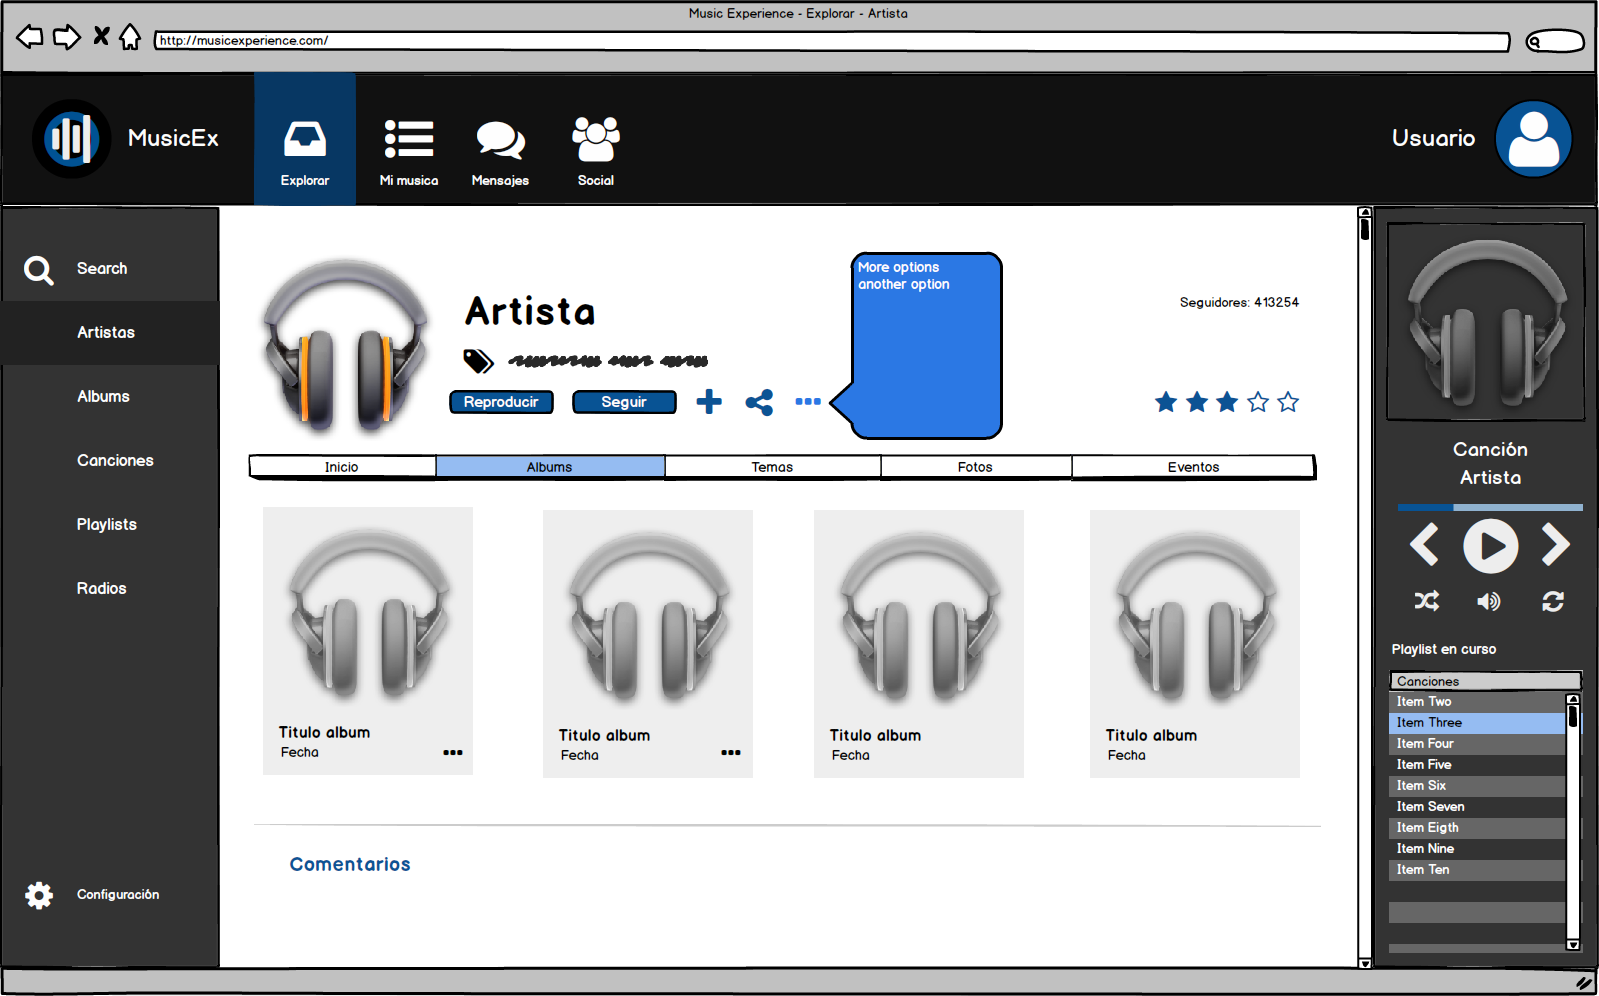 Music Experience - Explorar - Artista
http://musicexperience.com/
MusicEx
Explorar
Mi musica
Mensajes
Social
Usuario
Search
Artistas
Albums
Canciones
Playlists
Radios
Configuración
Artista
More options
another option
Seguidores: 413254
Reproducir
Seguir
Inicio
Albums
Temas
Fotos
Eventos
Titulo album
Fecha
Titulo album
Fecha
Titulo album
Fecha
Titulo album
Fecha
Comentarios
Canción
Artista
Playlist en curso
Canciones
Item Two
Item Three
Item Four
Item Five
Item Six
Item Seven
Item Eigth
Item Nine
Item Ten